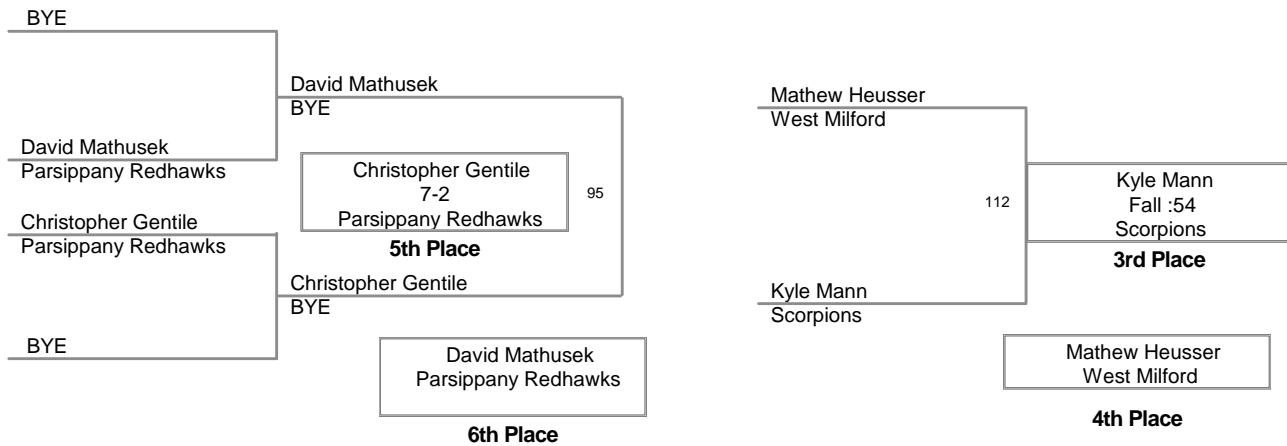 BYE
David Mathusek
BYE
David Mathusek
Parsippany Redhawks
Christopher Gentile
7-2
Parsippany Redhawks
95
5th Place
Christopher Gentile
Parsippany Redhawks
Christopher Gentile
BYE
BYE
David Mathusek
Parsippany Redhawks
6th Place
Mathew Heusser
West Milford
112
Kyle Mann
Fall :54
Scorpions
3rd Place
Kyle Mann
Scorpions
Mathew Heusser
West Milford
4th Place